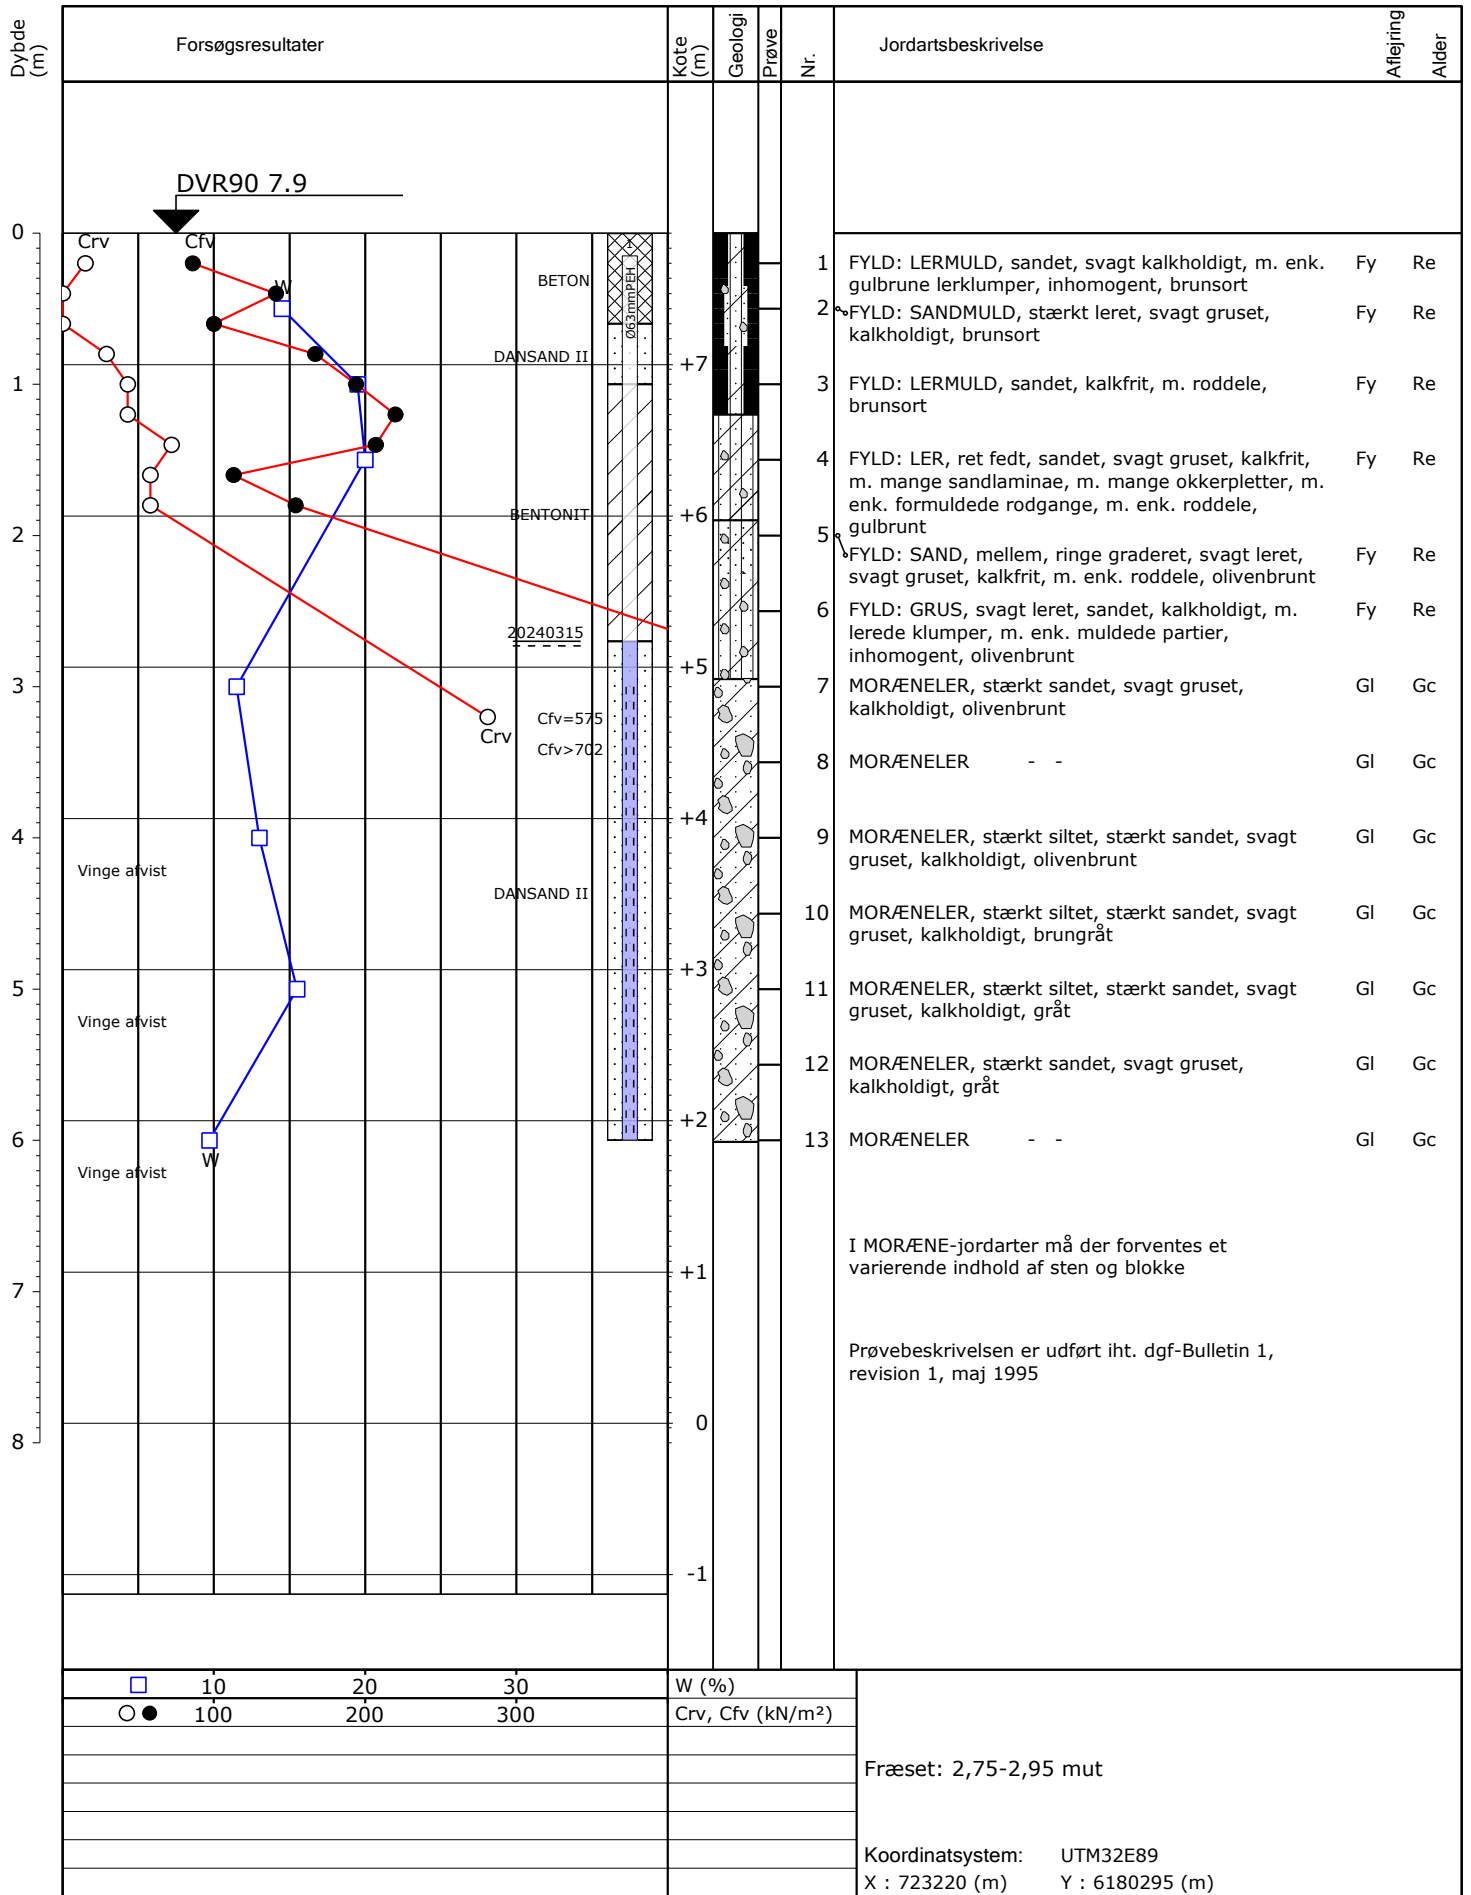 Dybde
(m)
Forsøgsresultater
Kote
(m)
Geologi
Prøve
Nr.
Jordartsbeskrivelse
Aflejring
Alder
DVR90 7.9
0
Crv
Cfv
W
1
BETON
Ø63mmPEH
DANSAND II
+7
1
BENTONIT
+6
2
20240315
+5
3
Cfv=575
Crv
Cfv>702
+4
4
Vinge afvist
DANSAND II
+3
5
Vinge afvist
+2
6
W
Vinge afvist
+1
7
0
8
-1
1 FYLD: LERMULD, sandet, svagt kalkholdigt, m. enk. Fy Re
gulbrune lerklumper, inhomogent, brunsort
2 FYLD: SANDMULD, stærkt leret, svagt gruset, Fy Re
kalkholdigt, brunsort
3 FYLD: LERMULD, sandet, kalkfrit, m. roddele, Fy Re
brunsort
4 FYLD: LER, ret fedt, sandet, svagt gruset, kalkfrit, Fy Re
m. mange sandlaminae, m. mange okkerpletter, m.
enk. formuldede rodgange, m. enk. roddele,
gulbrunt
5 FYLD: SAND, mellem, ringe graderet, svagt leret, Fy Re
svagt gruset, kalkfrit, m. enk. roddele, olivenbrunt
6 FYLD: GRUS, svagt leret, sandet, kalkholdigt, m. Fy Re
lerede klumper, m. enk. muldede partier,
inhomogent, olivenbrunt
7 MORÆNELER, stærkt sandet, svagt gruset, Gl Gc
kalkholdigt, olivenbrunt
8 MORÆNELER - - Gl Gc
9 MORÆNELER, stærkt siltet, stærkt sandet, svagt Gl Gc
gruset, kalkholdigt, olivenbrunt
10 MORÆNELER, stærkt siltet, stærkt sandet, svagt Gl Gc
gruset, kalkholdigt, brungråt
11 MORÆNELER, stærkt siltet, stærkt sandet, svagt Gl Gc
gruset, kalkholdigt, gråt
12 MORÆNELER, stærkt sandet, svagt gruset, Gl Gc
kalkholdigt, gråt
13 MORÆNELER - - Gl Gc
I MORÆNE-jordarter må der forventes et
varierende indhold af sten og blokke
Prøvebeskrivelsen er udført iht. dgf-Bulletin 1,
revision 1, maj 1995
10 20 30 W (%)
100 200 300 Crv, Cfv (kN/m²)
Fræset: 2,75-2,95 mut
Koordinatsystem: UTM32E89
X : 723220 (m) Y : 6180295 (m)